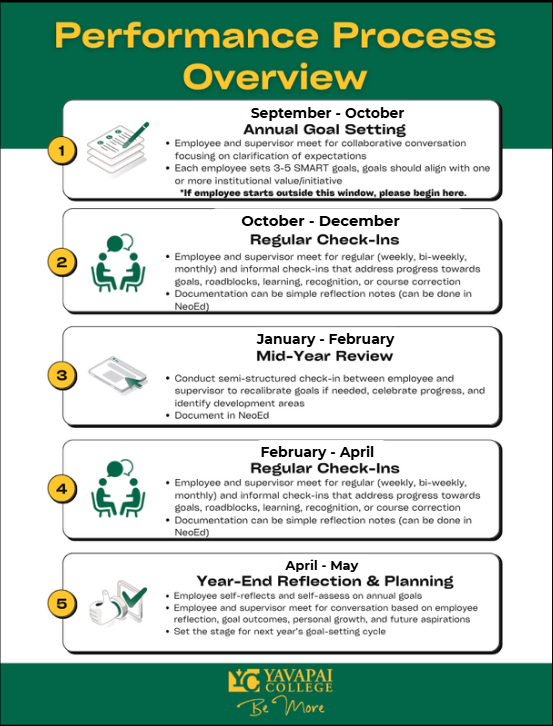 Performance Process
Overview
September - October
Annual Goal Setting
1
• Employee and supervisor meet for collaborative conversation
focusing on clarification of expectations
• Each employee sets 3-5 SMART goals, goals should align with one
or more institutional value/initiative
*If employee starts outside this window, please begin here.
October - December
Regular Check-Ins
2
• Employee and supervisor meet for regular (weekly, bi-weekly,
monthly) and informal check-ins that address progress towards
goals, roadblocks, learning, recognition, or course correction
• Documentation can be simple reflection notes (can be done in
NeoEd)
January - February
Mid-Year Review
3
• Conduct semi-structured check-in between employee and
supervisor to recalibrate goals if needed, celebrate progress, and
identify development areas
• Document in NeoEd
February - April
Regular Check-Ins
4
• Employee and supervisor meet for regular (weekly, bi-weekly,
monthly) and informal check-ins that address progress towards
goals, roadblocks, learning, recognition, or course correction
• Documentation can be simple reflection notes (can be done in
NeoEd)
April - May
Year-End Reflection & Planning
5
• Employee self-reflects and self-assess on annual goals
• Employee and supervisor meet for conversation based on employee
reflection, goal outcomes, personal growth, and future aspirations
• Set the stage for next year's goal-setting cycle
YC YAVAPAI
COLLEGE
Be More